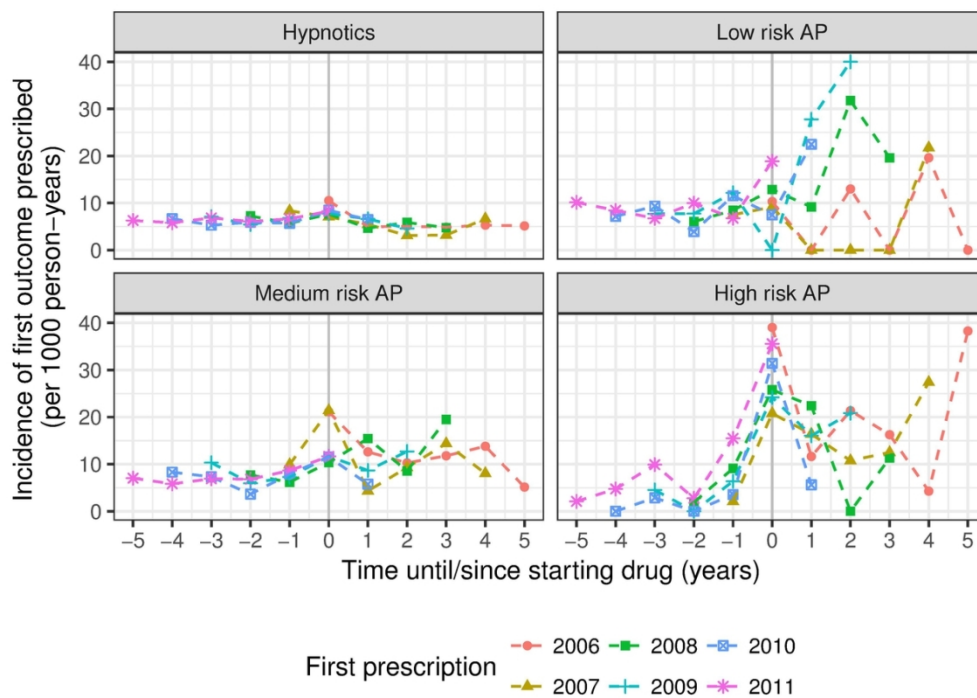 Hypnotics
Low risk AP
40
30
20
10
0
Medium risk AP
High risk AP
40
30
20
10
0
Incidence of first outcome prescribed
(per 1000 person−years)
−5 −4 −3 −2 −1 0 1 2 3 4 5
−5 −4 −3 −2 −1 0 1 2 3 4 5
Time until/since starting drug (years)
First prescription
2006 2008 2010
2007 2009 2011